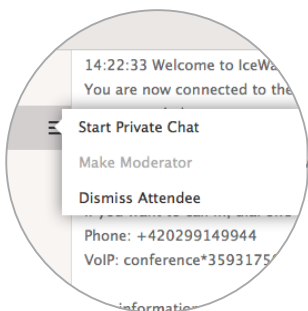 14:22:33 Welcome to IceWa
You are now connected to the
Start Private Chat
Make Moderator
Dismiss Attendee
Phone: +420299149944
VoIP: conference*3593175
information